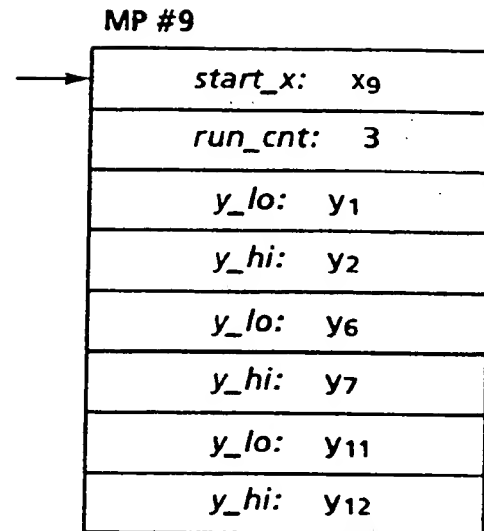 MP #9
start_x: x9
run_cnt: 3
y_lo: y1
y_hi: y2
y_lo: y6
y_hi: y7
y_lo: y11
y_hi: y12